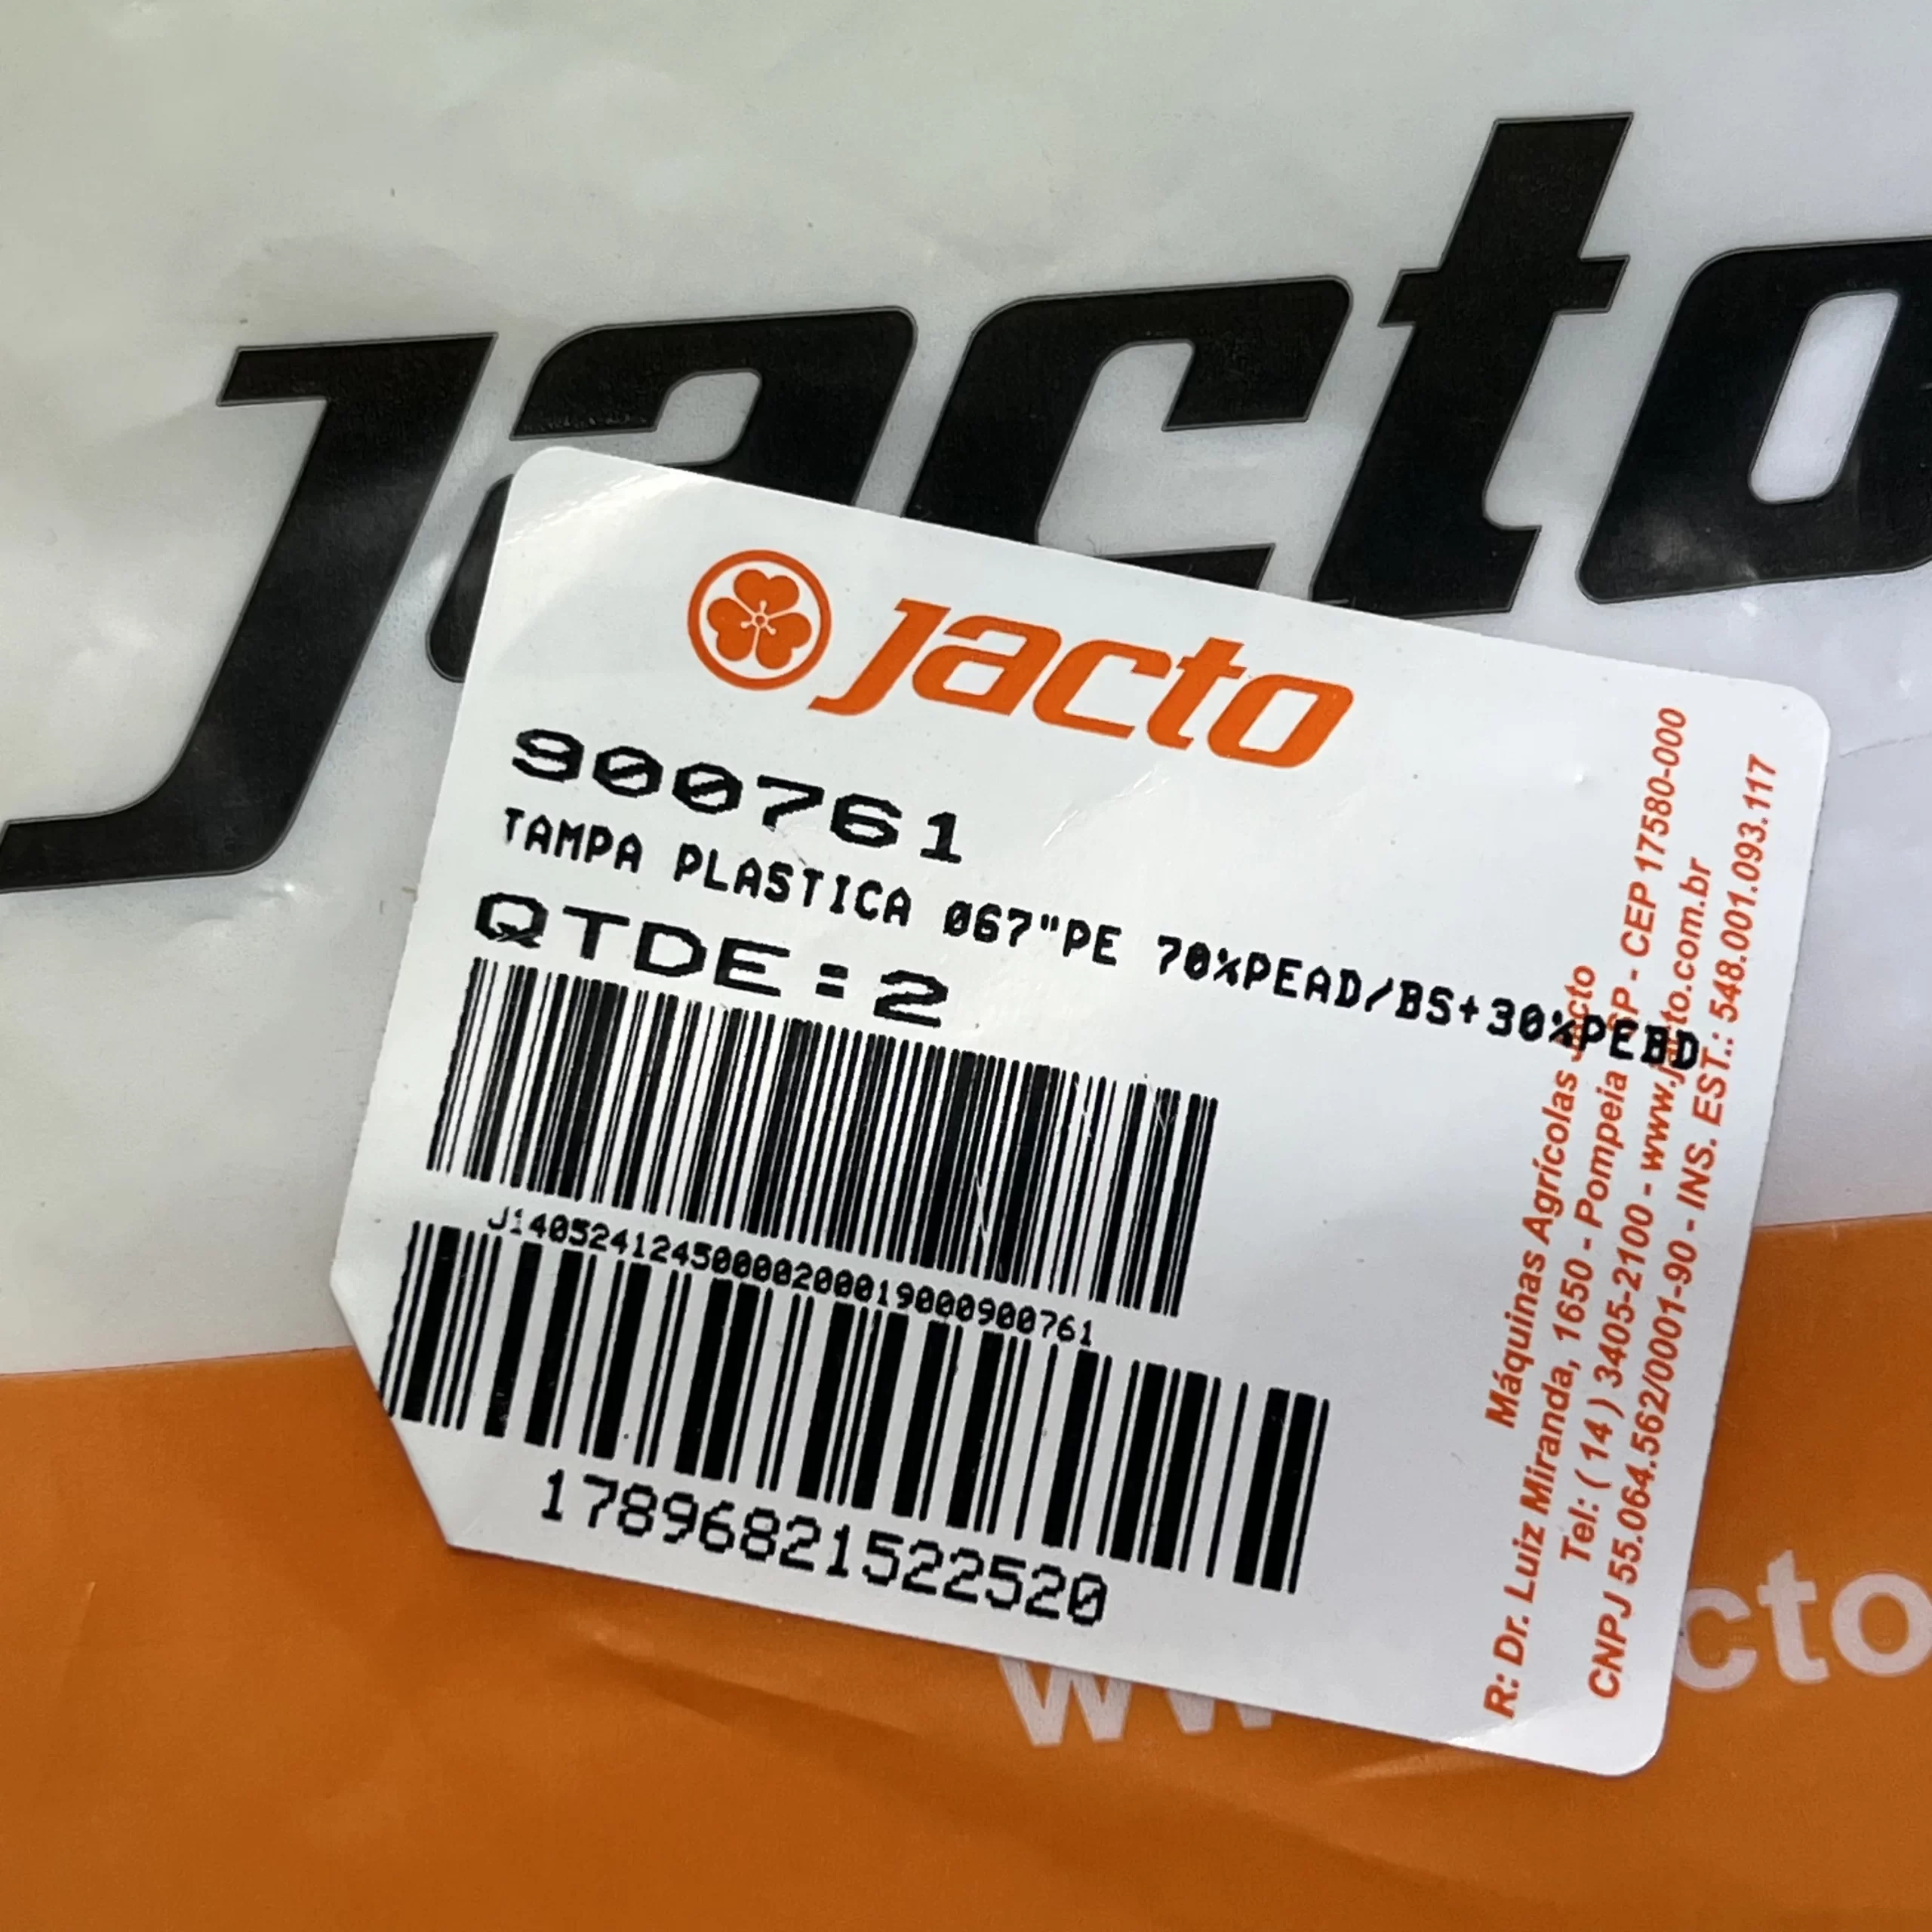 jacto
jacto
900761
TAMPA PLASTICA Ø67"PE 70%PEAD/BS+30%PEBD
QTDE:2
J14052412450000200019000900761
17896821522520
Máquinas Agrícolas Jacto
R: Dr. Luiz Miranda, 1650 - Pompeia SP - CEP 17580-000
Tel: ( 14 ) 3405-2100 - www.jacto.com.br
CNPJ 55.064.562/0001-90 - INS. EST.: 548.001.093.117
cto